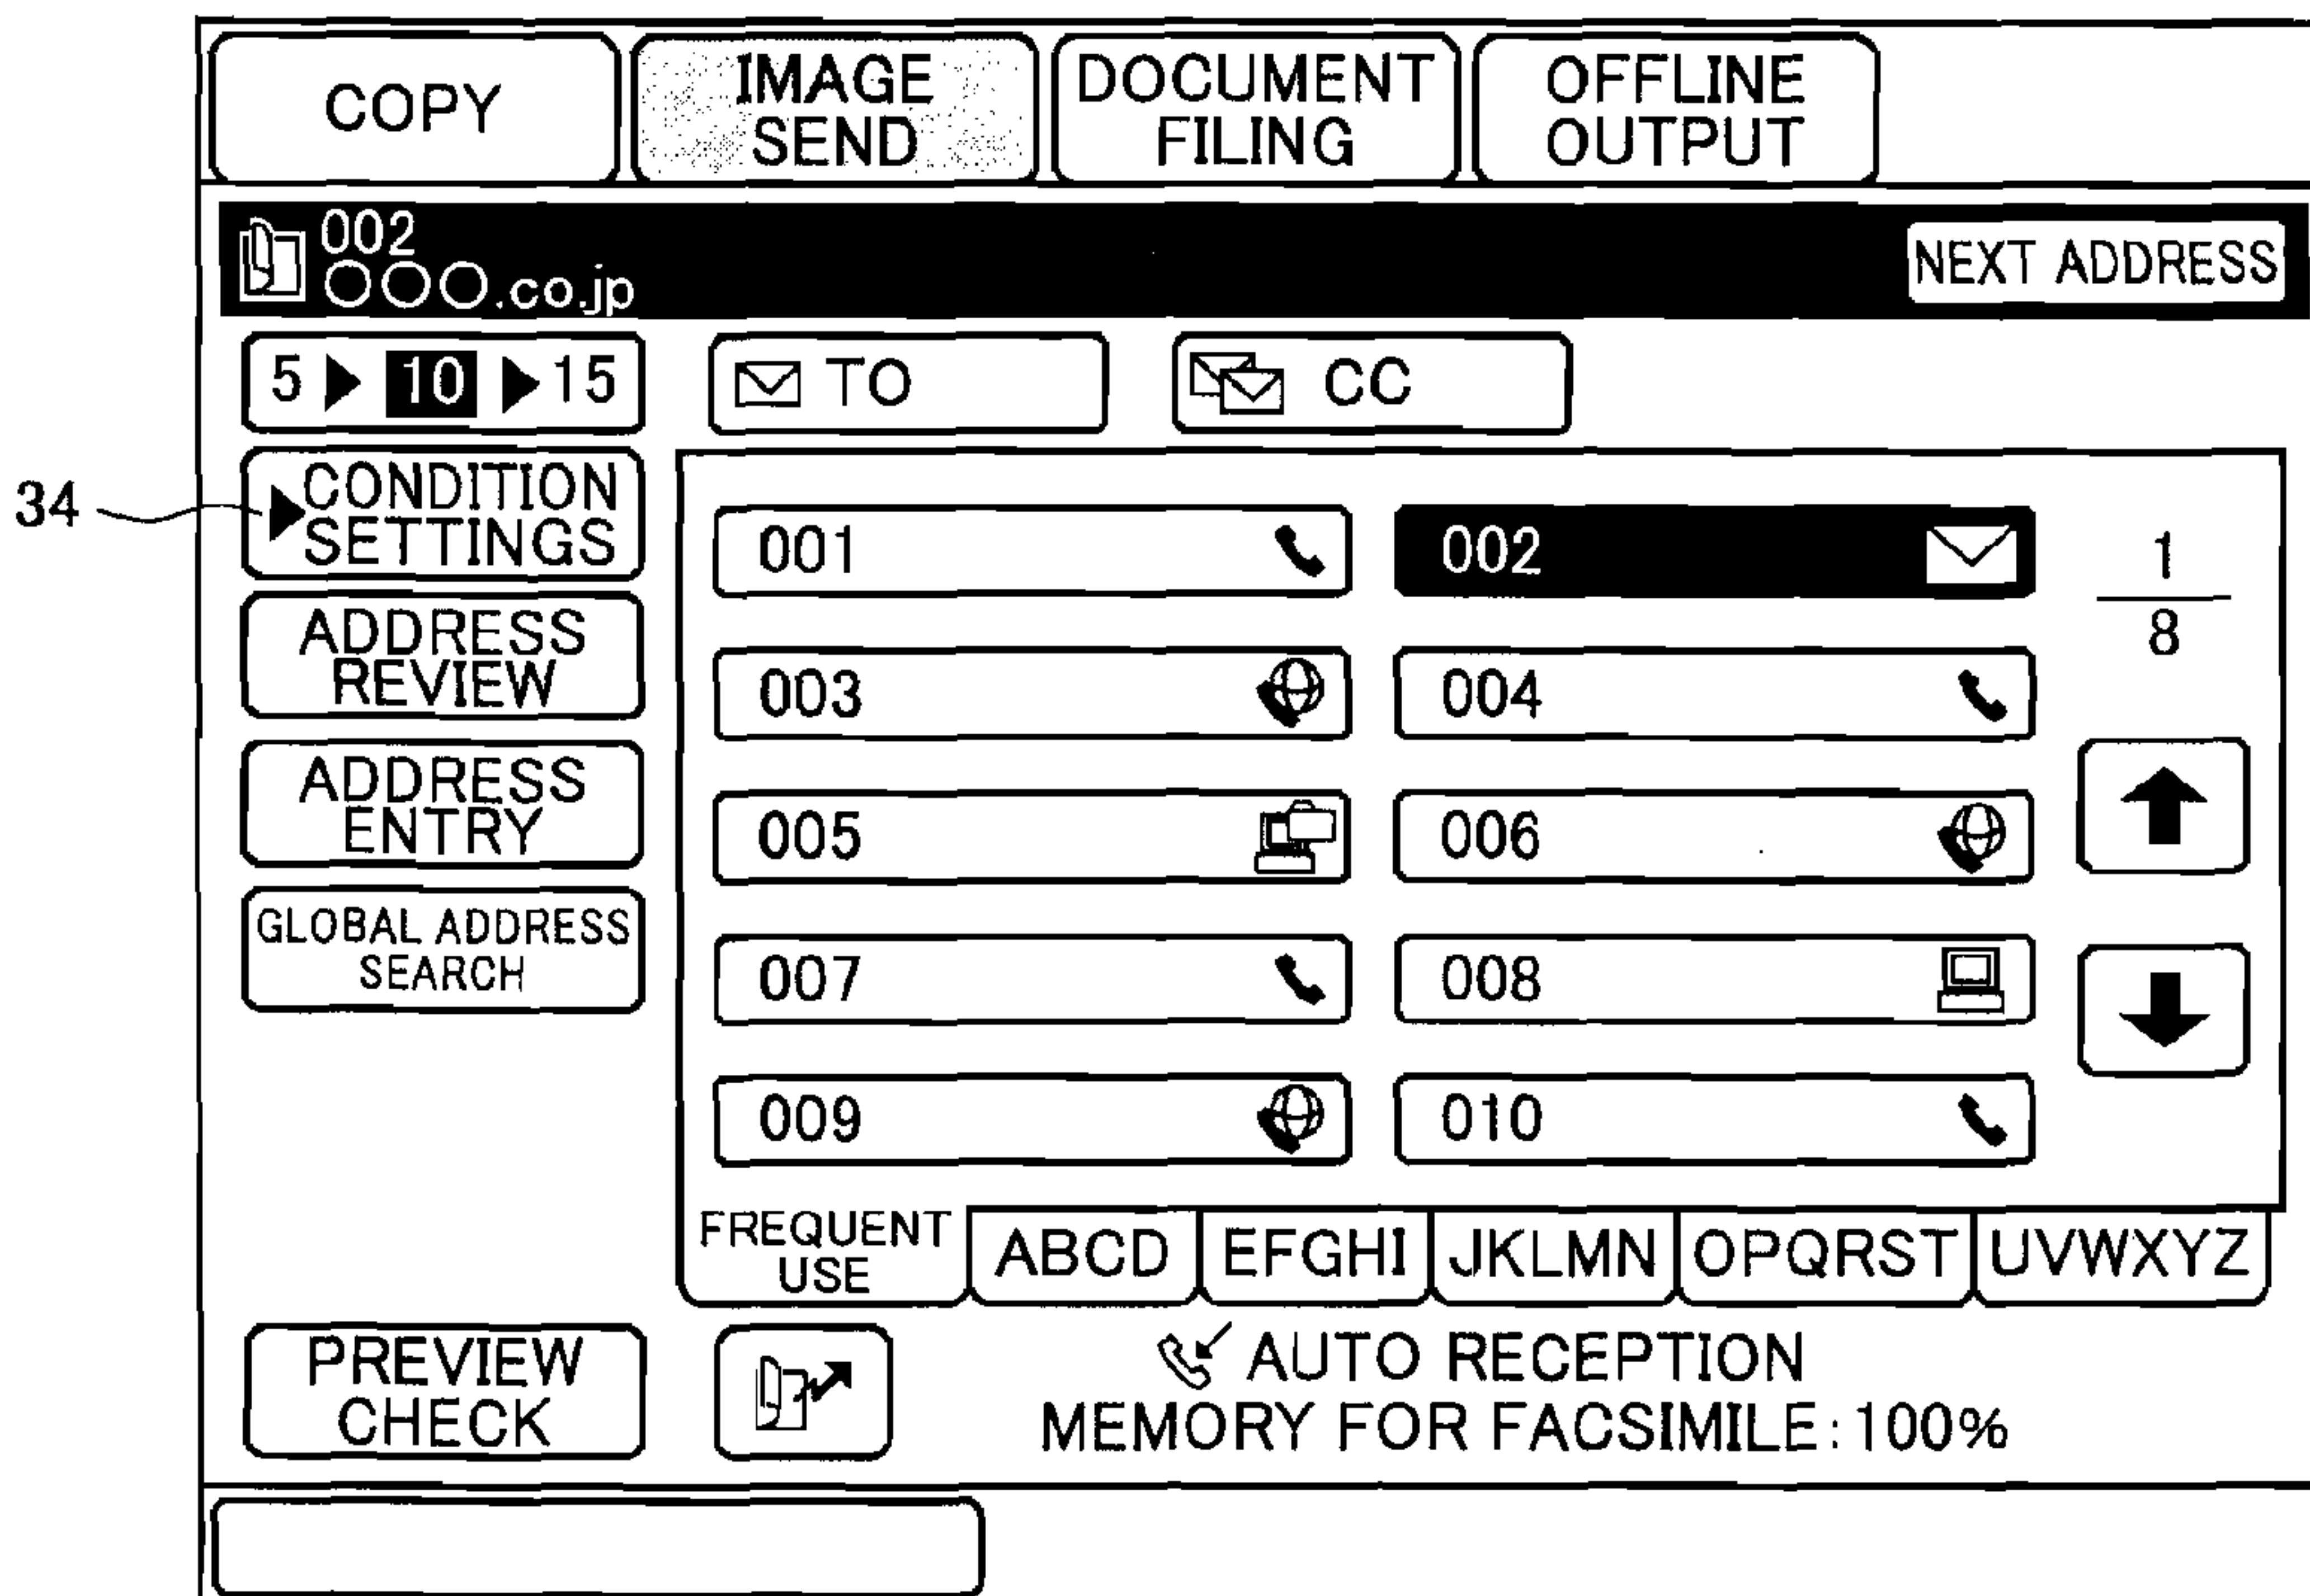 COPY
IMAGE
SEND
DOCUMENT
FILING
OFFLINE
OUTPUT
002
○○○.co.jp
NEXT ADDRESS
5 ▶ 10 ▶ 15
TO
CC
34
▶ CONDITION
SETTINGS
ADDRESS
REVIEW
ADDRESS
ENTRY
GLOBAL ADDRESS
SEARCH
001
002
003
004
005
006
007
008
009
010
1
8
FREQUENT
USE
ABCD
EFGHI
JKLMN
OPQRST
UVWXYZ
PREVIEW
CHECK
AUTO RECEPTION
MEMORY FOR FACSIMILE:100%